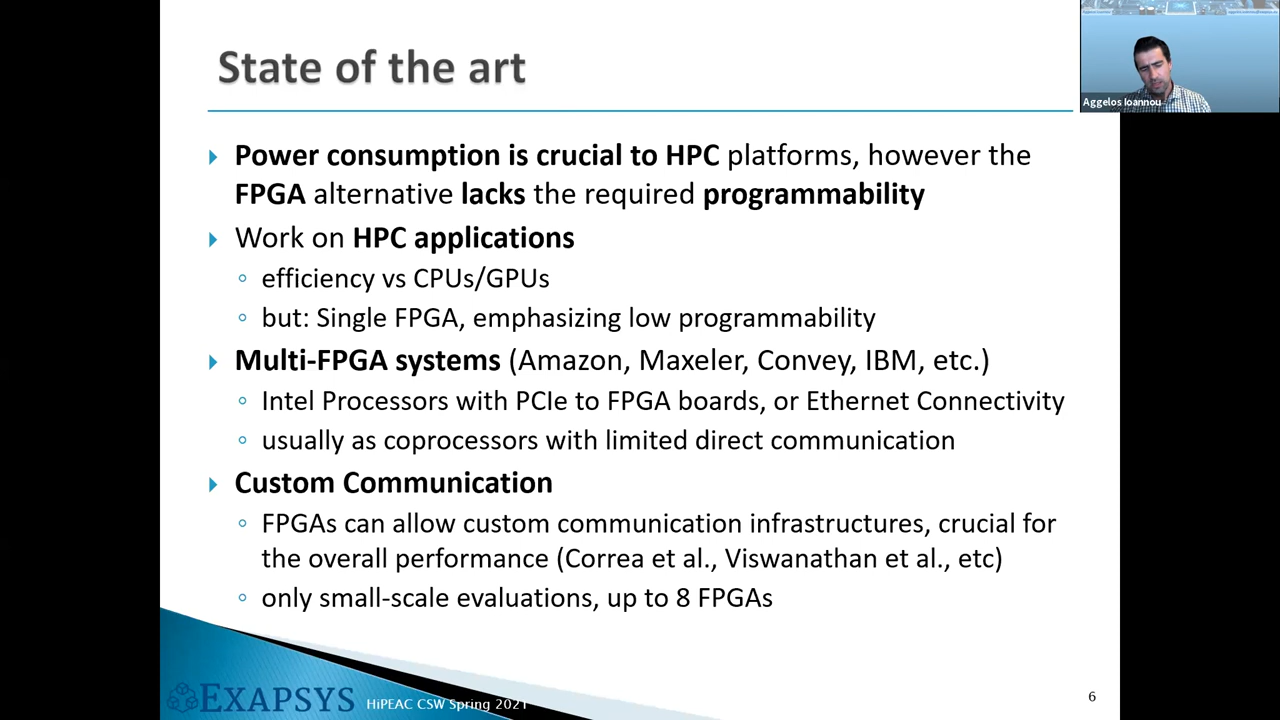 State of the art
Aggelos Ioannou
Power consumption is crucial to HPC platforms, however the
FPGA alternative lacks the required programmability
Work on HPC applications
efficiency vs CPUs/GPUs
but: Single FPGA, emphasizing low programmability
Multi-FPGA systems (Amazon, Maxeler, Convey, IBM, etc.)
Intel Processors with PCIe to FPGA boards, or Ethernet Connectivity
usually as coprocessors with limited direct communication
Custom Communication
FPGAs can allow custom communication infrastructures, crucial for
the overall performance (Correa et al., Viswanathan et al., etc)
only small-scale evaluations, up to 8 FPGAs
EXAPSYS HiPEAC CSW Spring 2021
6